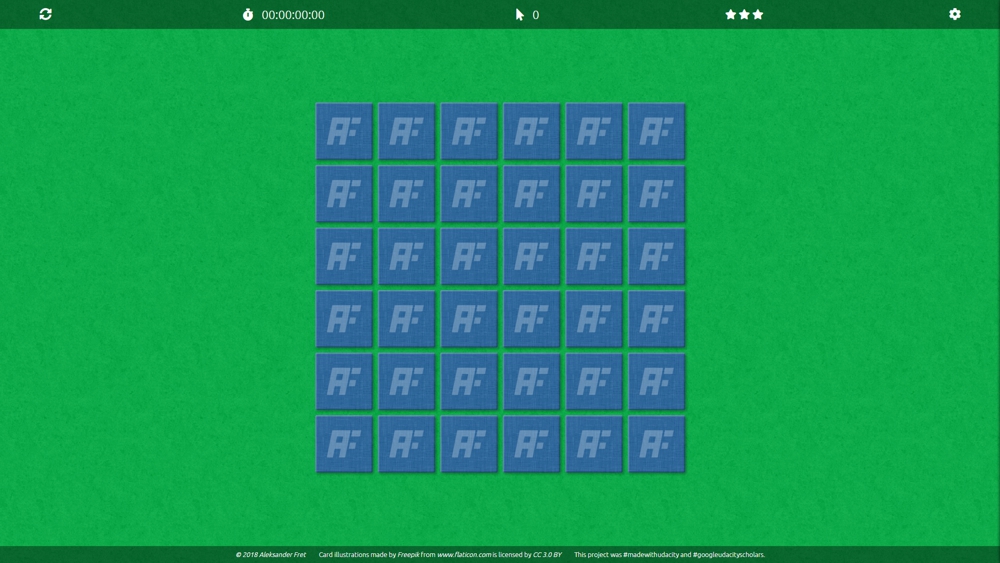 00:00:00:00 0
AF AF AF AF AF AF
AF AF AF AF AF AF
AF AF AF AF AF AF
AF AF AF AF AF AF
AF AF AF AF AF AF
AF AF AF AF AF AF
© 2018 Aleksander Fret Card illustrations made by Freepik from www.flaticon.com is licensed by CC 3.0 BY This project was #madewithudacity and #googleudacityscholars.